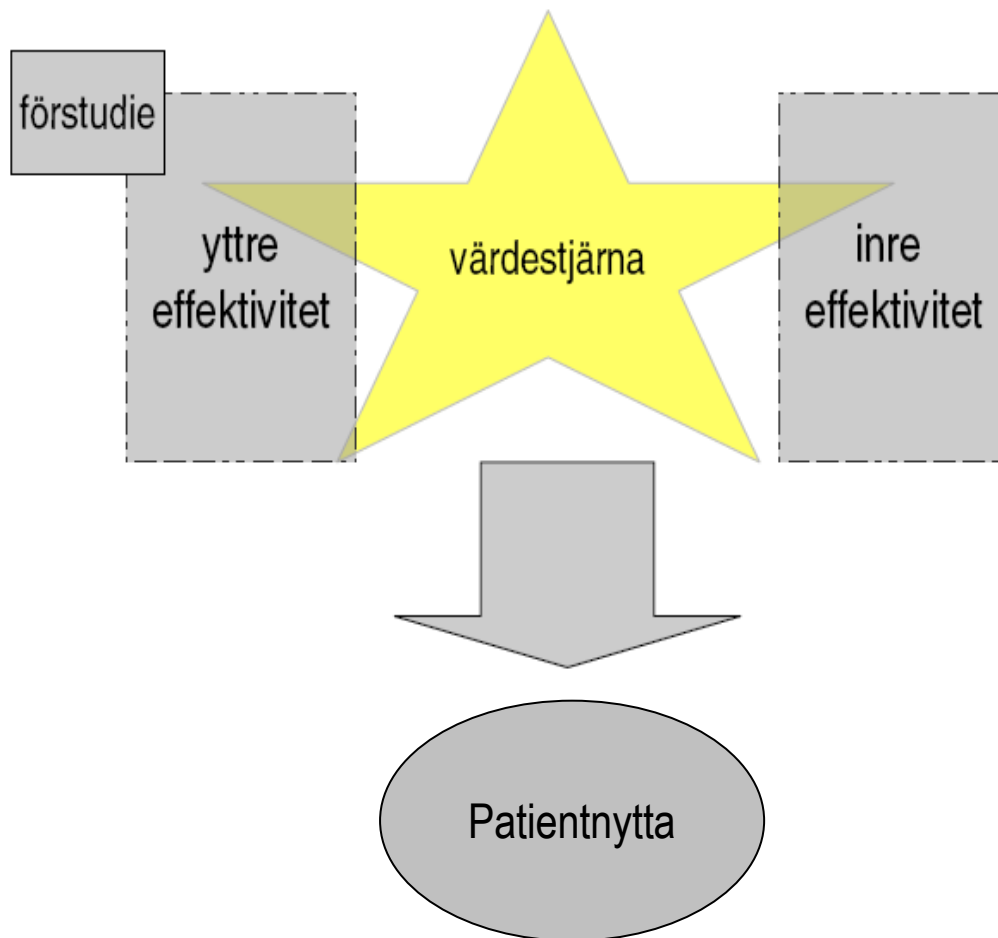 förstudie
yttre
effektivitet
värdestjärna
inre
effektivitet
Patientnytta